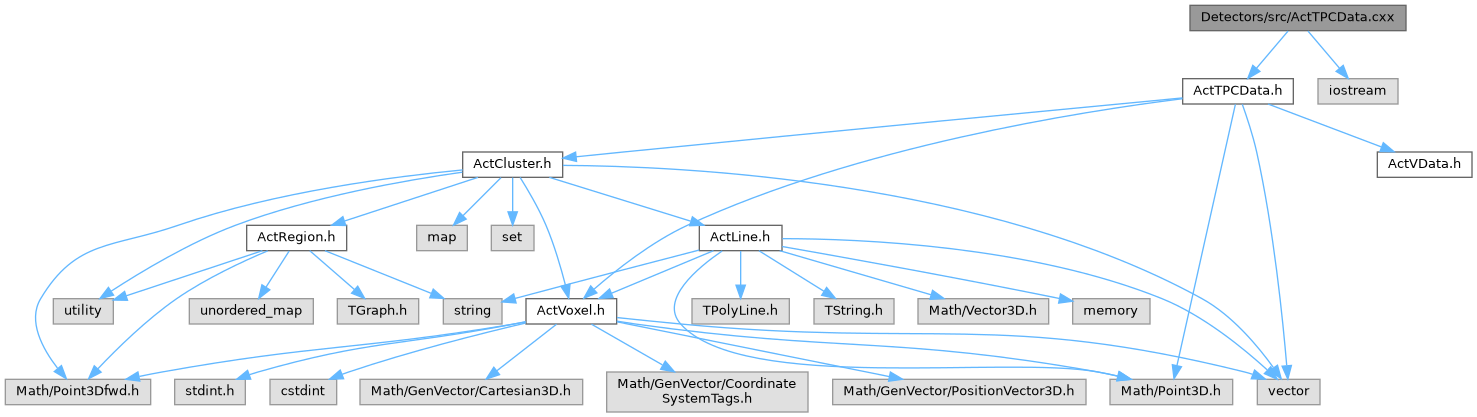 Detectors/src/ActTPCData.cxx
ActTPCData.h
iostream
ActCluster.h
ActVData.h
ActRegion.h
map
set
ActLine.h
utility
unordered_map
TGraph.h
string
ActVoxel.h
TPolyLine.h
TString.h
Math/Vector3D.h
memory
Math/Point3Dfwd.h
stdint.h
cstdint
Math/GenVector/Cartesian3D.h
Math/GenVector/Coordinate
SystemTags.h
Math/GenVector/PositionVector3D.h
Math/Point3D.h
vector